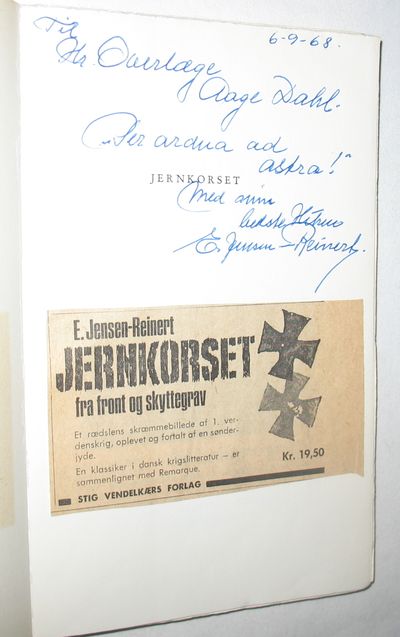 6-9-68.
Til
Hr. Overlæge
Aage Dahl.
"Per ardua ad
astra!"
JERNKORSET
Med min
bedste Hilsen
E. Jensen-Reinert.
E. Jensen-Reinert
JERNKORSET
fra front og skyttegrav
Et rædslens skræmmebillede af 1. ver-
denskrig, oplevet og fortalt af en sønder-
jyde.
En klassiker i dansk krigslitteratur – er
sammenlignet med Remarque.
Kr. 19,50
STIG VENDELKÆRS FORLAG